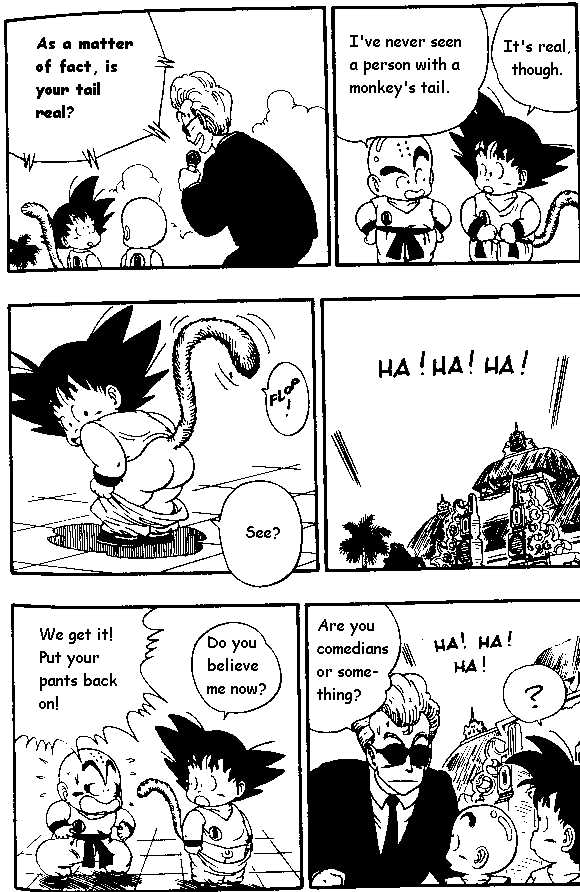 As a matter
of fact, is
your tail
real?
I've never seen
a person with a
monkey's tail.
It's real,
though.
FLOP
!
See?
HA! HA! HA!
We get it!
Put your
pants back
on!
Do you
believe
me now?
Are you
comedians
or some-
thing?
HA! HA!
HA!
?